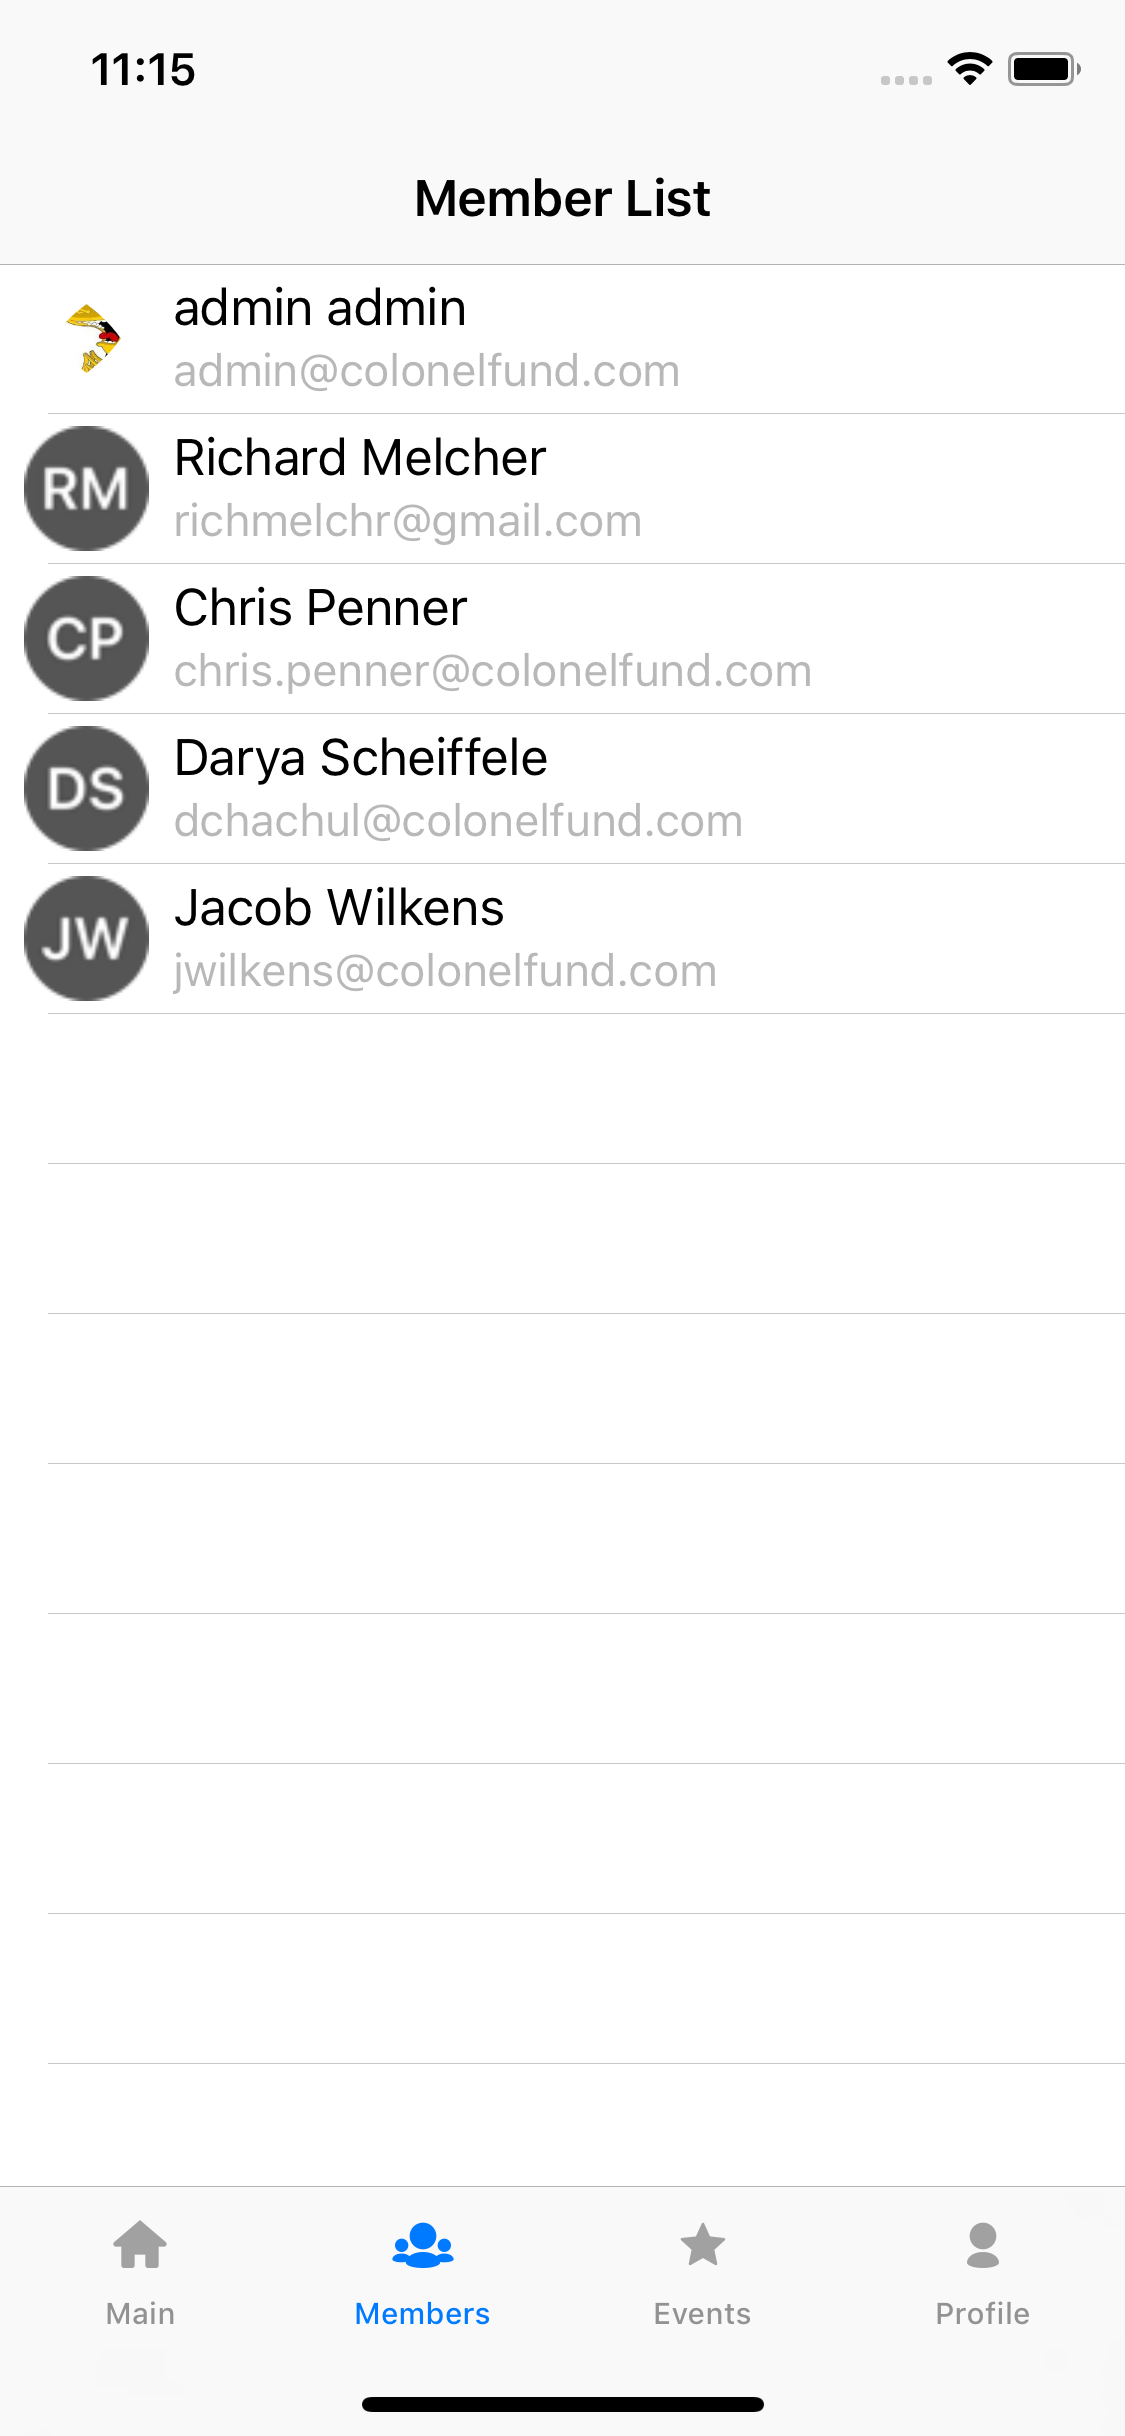 11:15
Member List
admin admin
admin@colonelfund.com
RM
Richard Melcher
richmelchr@gmail.com
CP
Chris Penner
chris.penner@colonelfund.com
DS
Darya Scheiffele
dchachul@colonelfund.com
JW
Jacob Wilkens
jwilkens@colonelfund.com
Main
Members
Events
Profile